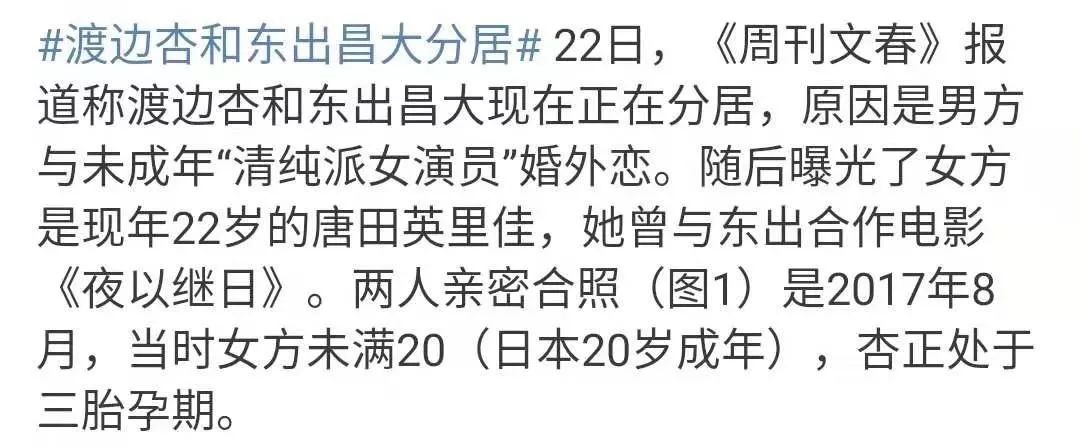 #渡边杏和东出昌大分居# 22日，《周刊文春》报
道称渡边杏和东出昌大现在正在分居，原因是男方
与未成年“清纯派女演员”婚外恋。随后曝光了女方
是现年22岁的唐田英里佳，她曾与东出合作电影
《夜以继日》。两人亲密合照（图1）是2017年8
月，当时女方未满20（日本20岁成年），杏正处于
三胎孕期。